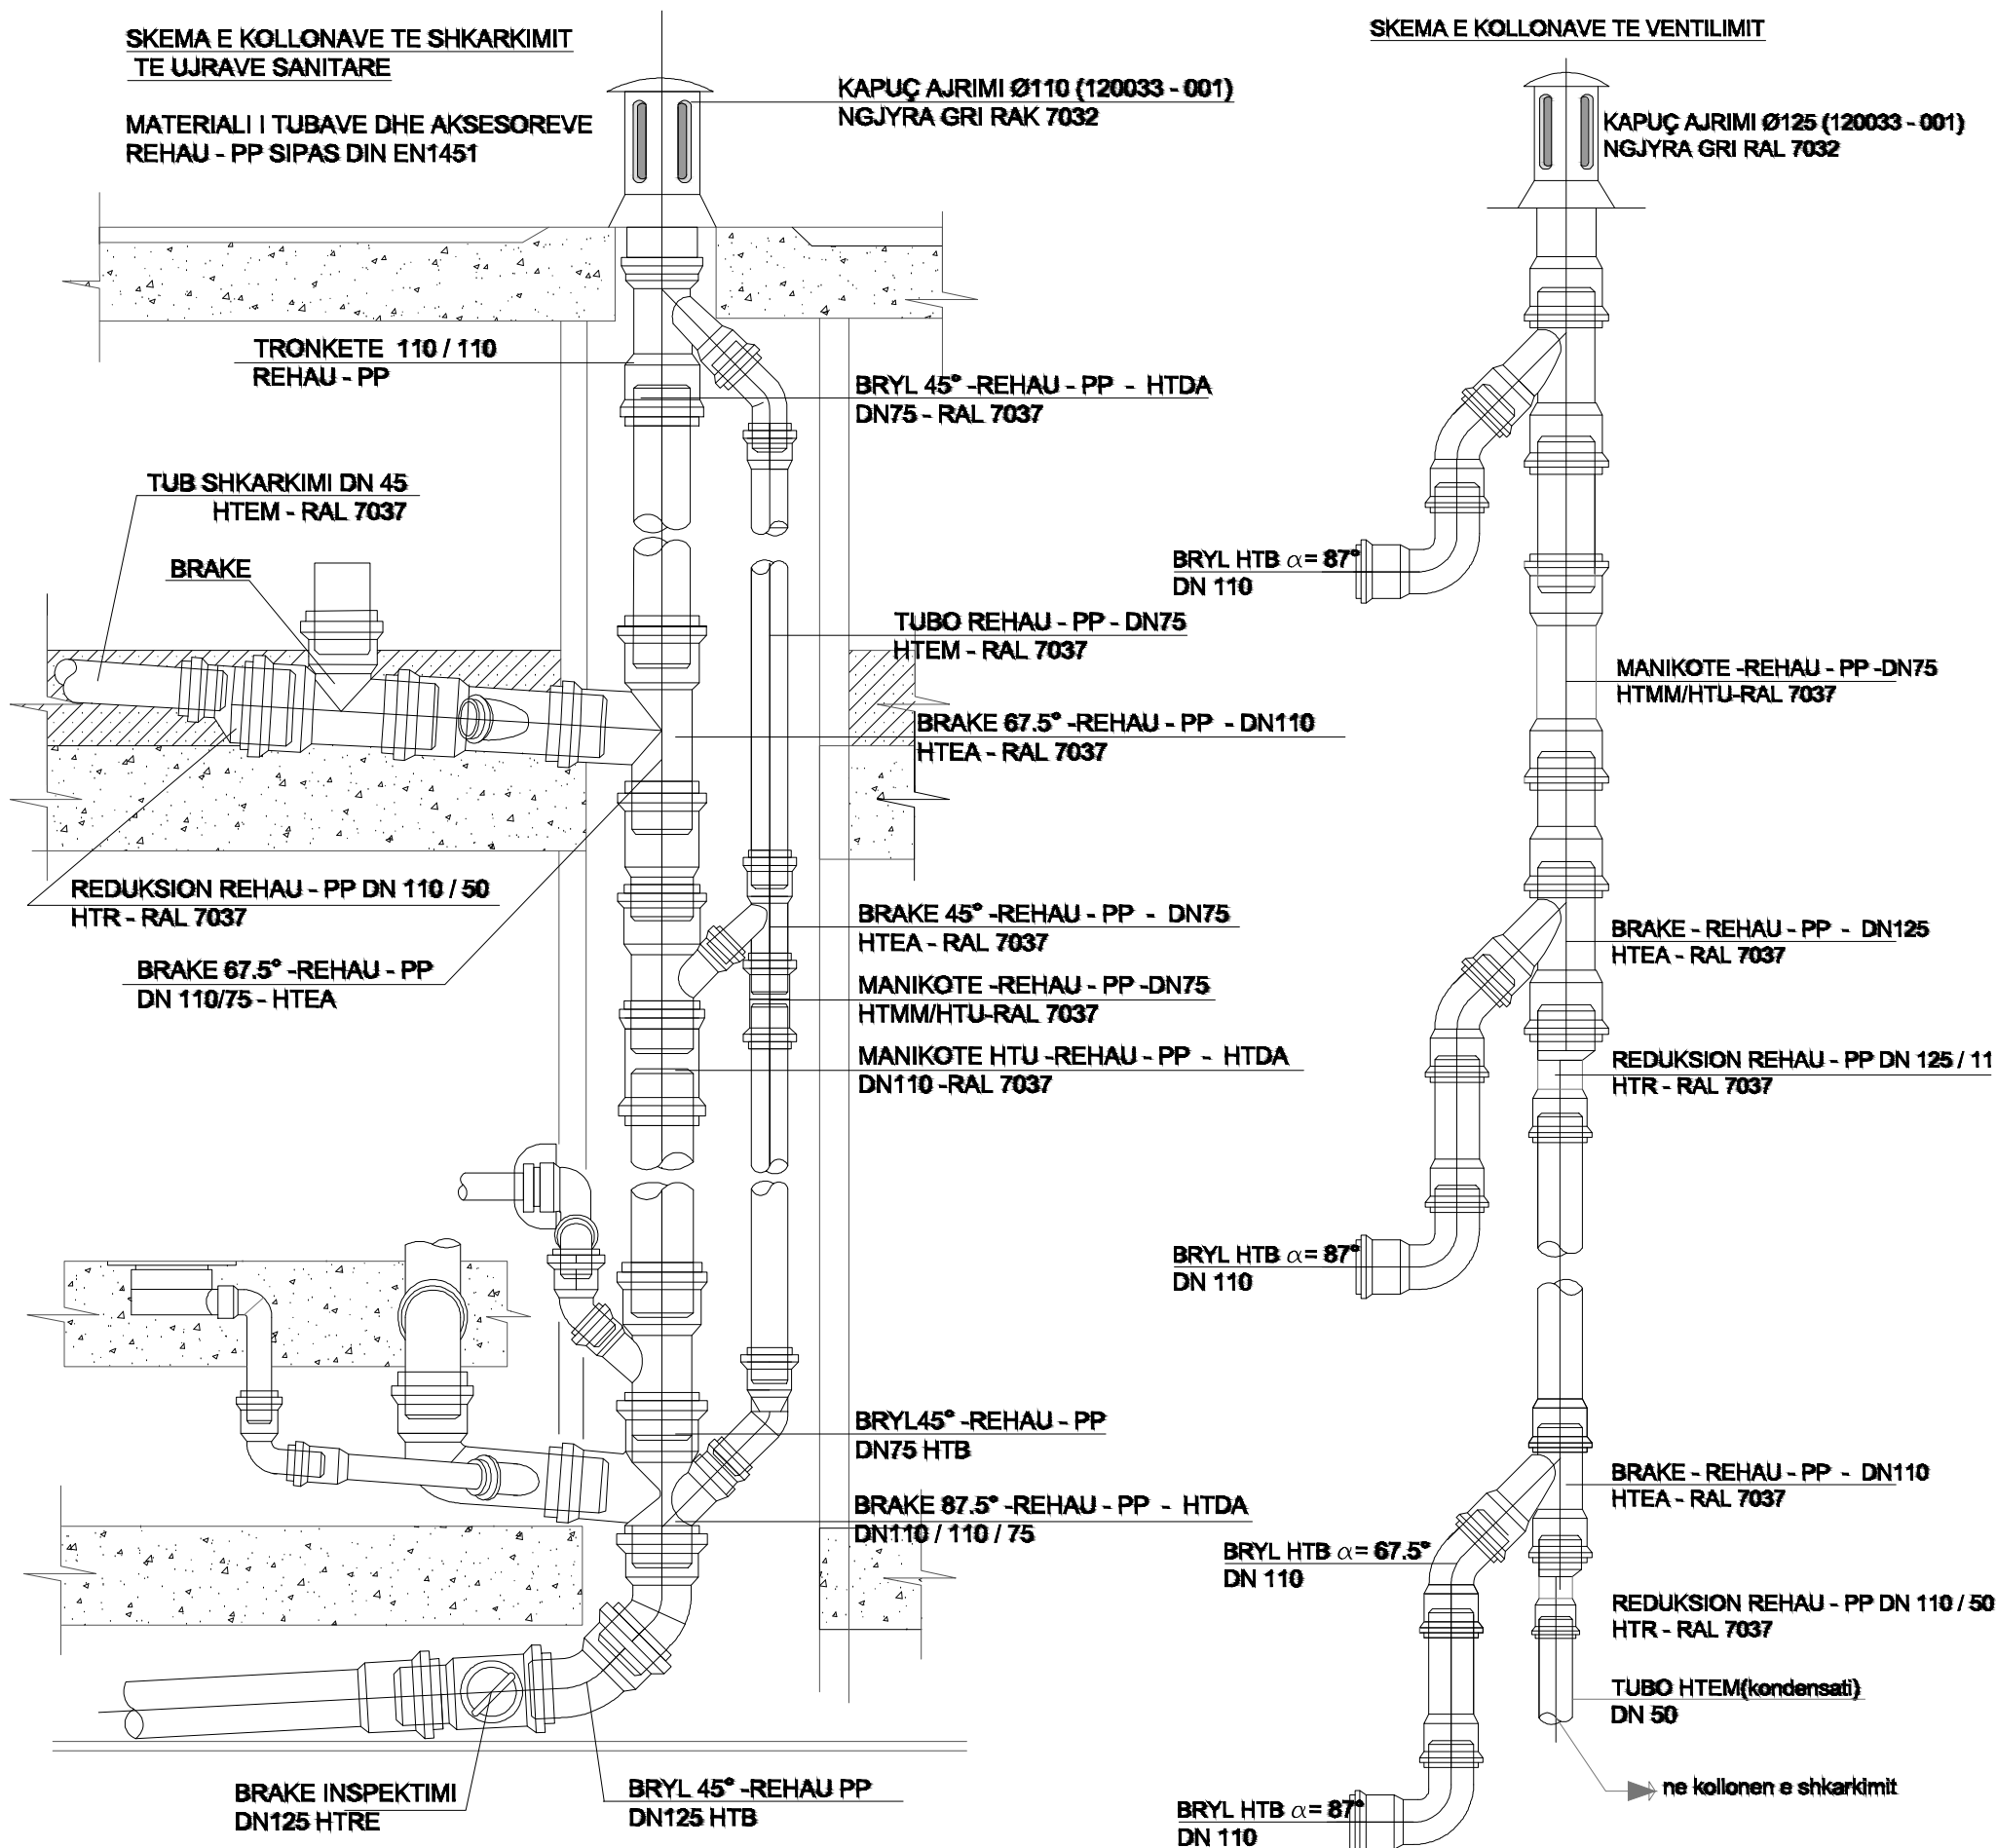 SKEMA E KOLLONAVE TE SHKARKIMIT
TE UJRAVE SANITARE
MATERIALI I TUBAVE DHE AKSESOREVE
REHAU - PP SIPAS DIN EN1451
KAPUÇ AJRIMI Ø110 (120033 - 001)
NGJYRA GRI RAK 7032
TRONKETE 110 / 110
REHAU - PP
BRYL 45° -REHAU - PP - HTDA
DN75 - RAL 7037
TUB SHKARKIMI DN 45
HTEM - RAL 7037
BRAKE
TUBO REHAU - PP - DN75
HTEM - RAL 7037
BRAKE 67.5° -REHAU - PP - DN110
HTEA - RAL 7037
REDUKSION REHAU - PP DN 110 / 50
HTR - RAL 7037
BRAKE 67.5° -REHAU - PP
DN 110/75 - HTEA
BRAKE 45° -REHAU - PP - DN75
HTEA - RAL 7037
MANIKOTE -REHAU - PP -DN75
HTMM/HTU-RAL 7037
MANIKOTE HTU -REHAU - PP - HTDA
DN110 -RAL 7037
BRYL45° -REHAU - PP
DN75 HTB
BRAKE 87.5° -REHAU - PP - HTDA
DN110 / 110 / 75
BRAKE INSPEKTIMI
DN125 HTRE
BRYL 45° -REHAU PP
DN125 HTB
SKEMA E KOLLONAVE TE VENTILIMIT
KAPUÇ AJRIMI Ø125 (120033 - 001)
NGJYRA GRI RAL 7032
BRYL HTB α = 87°
DN 110
MANIKOTE -REHAU - PP -DN75
HTMM/HTU-RAL 7037
BRAKE - REHAU - PP - DN125
HTEA - RAL 7037
REDUKSION REHAU - PP DN 125 / 11
HTR - RAL 7037
BRYL HTB α = 87°
DN 110
BRAKE - REHAU - PP - DN110
HTEA - RAL 7037
BRYL HTB α = 67.5°
DN 110
REDUKSION REHAU - PP DN 110 / 50
HTR - RAL 7037
TUBO HTEM(kondensati)
DN 50
ne kollonen e shkarkimit
BRYL HTB α = 87°
DN 110